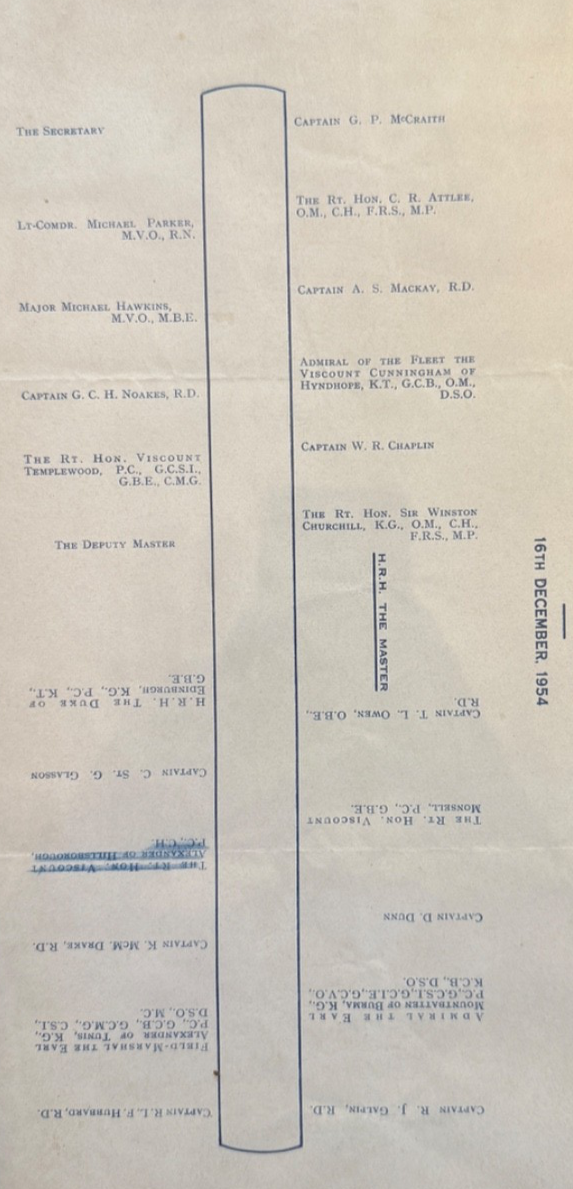 16TH DECEMBER, 1954
THE SECRETARY
LT-COMDR. MICHAEL PARKER,
M.V.O., R.N.
MAJOR MICHAEL HAWKINS,
M.V.O., M.B.E.
CAPTAIN G. C. H. NOAKES, R.D.
THE RT. HON. VISCOUNT
TEMPLEWOOD, P.C., G.C.S.I.,
G.B.E., C.M.G.
THE DEPUTY MASTER
H.R.H. THE DUKE OF
EDINBURGH, K.G., P.C., K.T.,
G.B.E.
CAPTAIN C. ST. G. GLASSON
THE RT. HON. VISCOUNT
ALEXANDER OF HILLSBOROUGH,
P.C., C.H.
CAPTAIN K. MCM. DRAKE, R.D.
FIELD-MARSHAL THE EARL
ALEXANDER OF TUNIS, K.G.,
P.C., G.C.B., G.C.M.G., C.S.I.,
D.S.O., M.C.
CAPTAIN R. L. F. HUBBARD, R.D.
CAPTAIN G. P. McCRAITH
THE RT. HON. C. R. ATTLEE,
O.M., C.H., F.R.S., M.P.
CAPTAIN A. S. MACKAY, R.D.
ADMIRAL OF THE FLEET THE
VISCOUNT CUNNINGHAM OF
HYNDHOPE, K.T., G.C.B., O.M.,
D.S.O.
CAPTAIN W. R. CHAPLIN
THE RT. HON. SIR WINSTON
CHURCHILL, K.G., O.M., C.H.,
F.R.S., M.P.
H.R.H. THE MASTER
CAPTAIN T. L. OWEN, O.B.E.,
R.D.
THE RT. HON. VISCOUNT
MONSELL, P.C., G.B.E.
CAPTAIN D. DUNN
ADMIRAL THE EARL
MOUNTBATTEN OF BURMA, K.G.,
P.C., G.C.S.I., G.C.I.E., G.C.V.O.,
K.C.B., D.S.O.
CAPTAIN R. J. GALPIN, R.D.